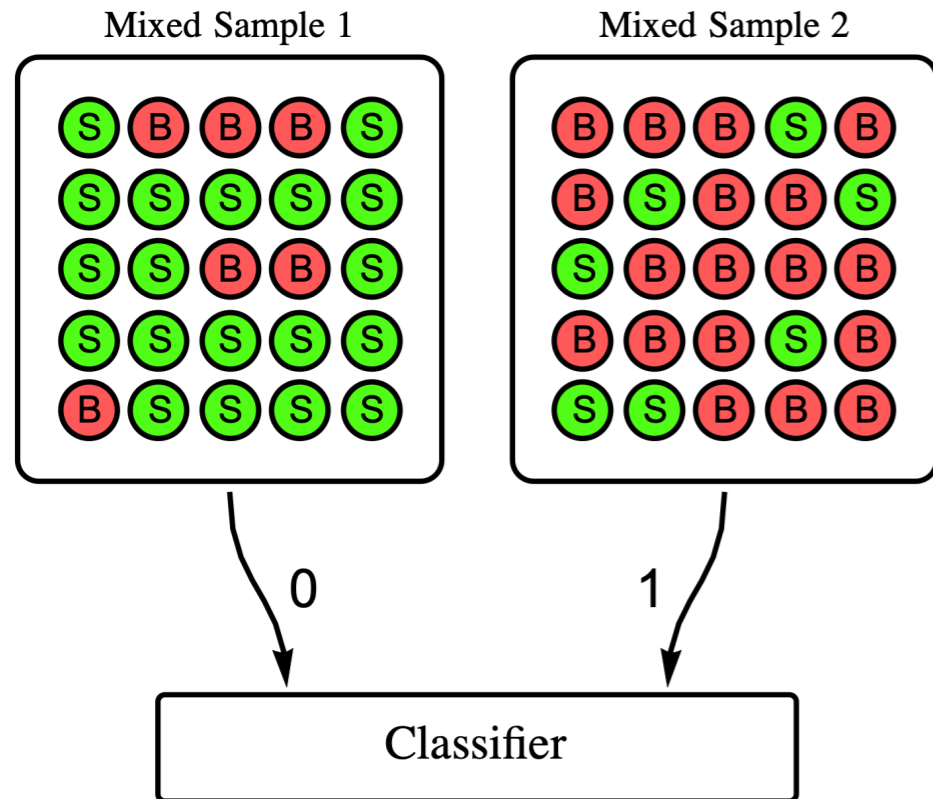 Mixed Sample 1
Mixed Sample 2
S B B B S
B B B S B
S S S S S
B S B B S
S S B B S
S B B B B
S S S S S
B B B S B
B S S S S
S S B B B
0
1
Classifier